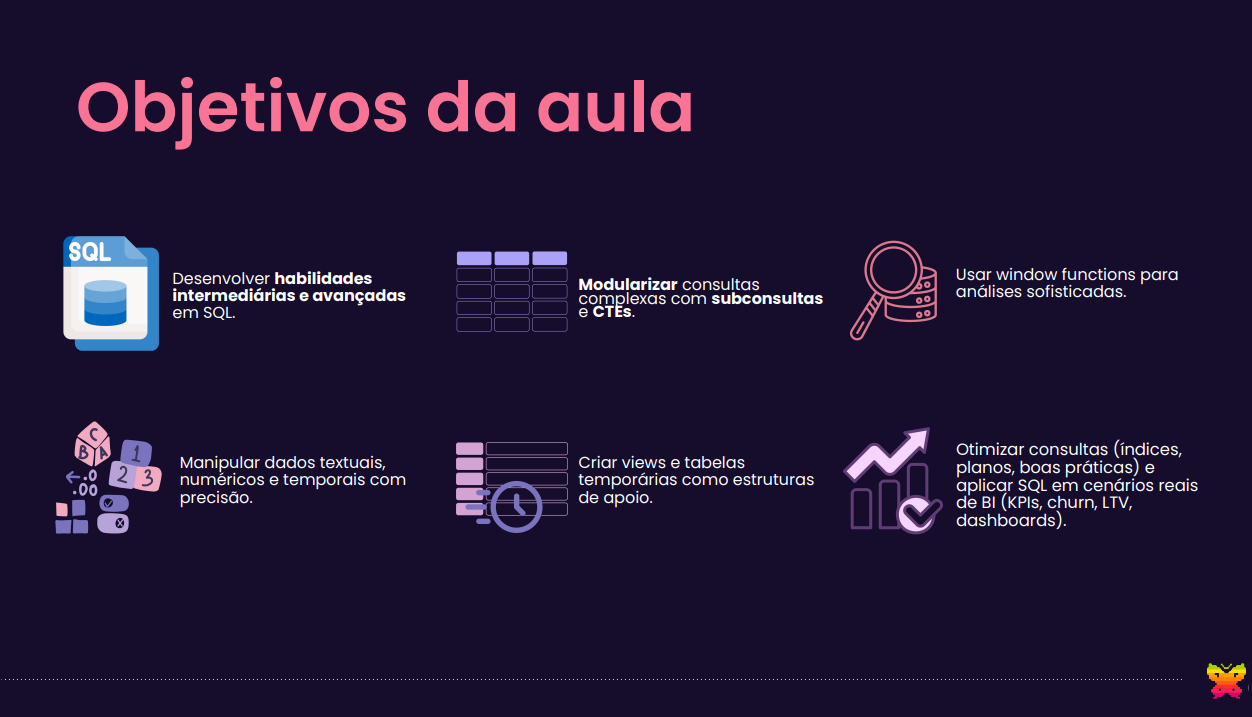 Objetivos da aula
SQL
Desenvolver habilidades
intermediárias e avançadas
em SQL.
Modularizar consultas
complexas com subconsultas
e CTEs.
Usar window functions para
análises sofisticadas.
C
B A
1
2 3
.0
.00
Manipular dados textuais,
numéricos e temporais com
precisão.
Criar views e tabelas
temporárias como estruturas
de apoio.
Otimizar consultas (índices,
planos, boas práticas) e
aplicar SQL em cenários reais
de BI (KPIs, churn, LTV,
dashboards).